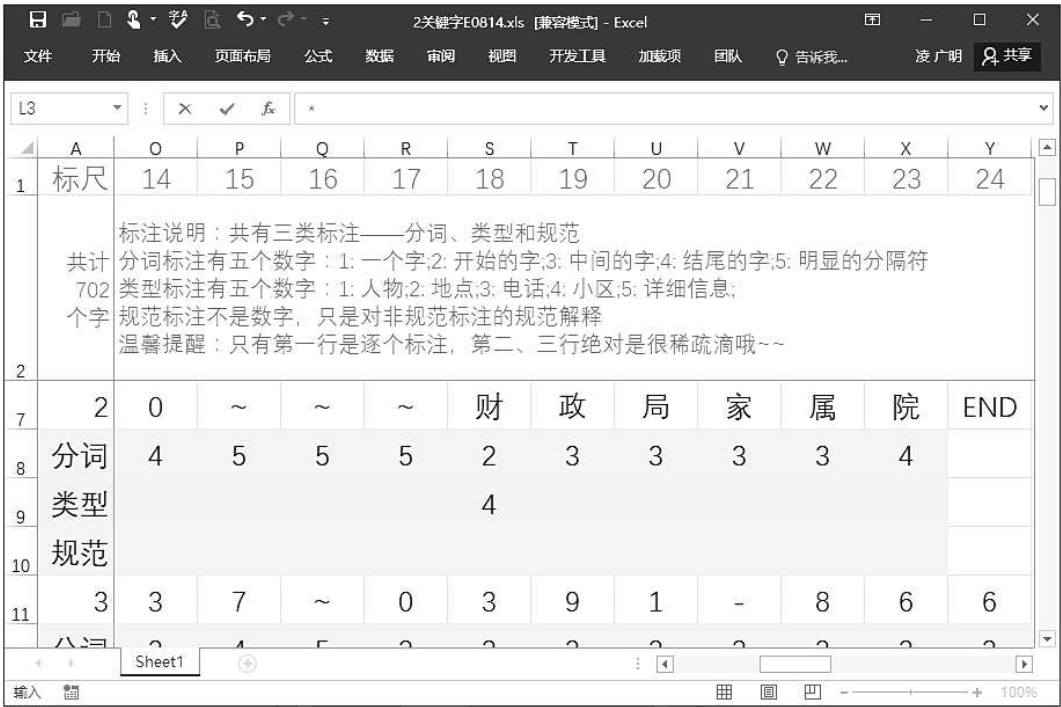 2关键字E0814.xls [兼容模式] - Excel
文件 开始 插入 页面布局 公式 数据 审阅 视图 开发工具 加载项 团队 告诉我... 凌 广明 共享
L3 fx *
A O P Q R S T U V W X Y
1 标尺 14 15 16 17 18 19 20 21 22 23 24
标注说明：共有三类标注——分词、类型和规范
共计 分词标注有五个数字：1: 一个字;2: 开始的字;3: 中间的字;4: 结尾的字;5: 明显的分隔符
702 类型标注有五个数字：1: 人物;2: 地点;3: 电话;4: 小区;5: 详细信息;
个字 规范标注不是数字，只是对非规范标注的规范解释
温馨提醒：只有第一行是逐个标注，第二、三行绝对是很稀疏滴哦~~
2
7 2 0 ~ ~ ~ 财 政 局 家 属 院 END
8 分词 4 5 5 5 2 3 3 3 3 4
9 类型 4
10 规范
11 3 3 7 ~ 0 3 9 1 - 8 6 6
Sheet1
输入 100%